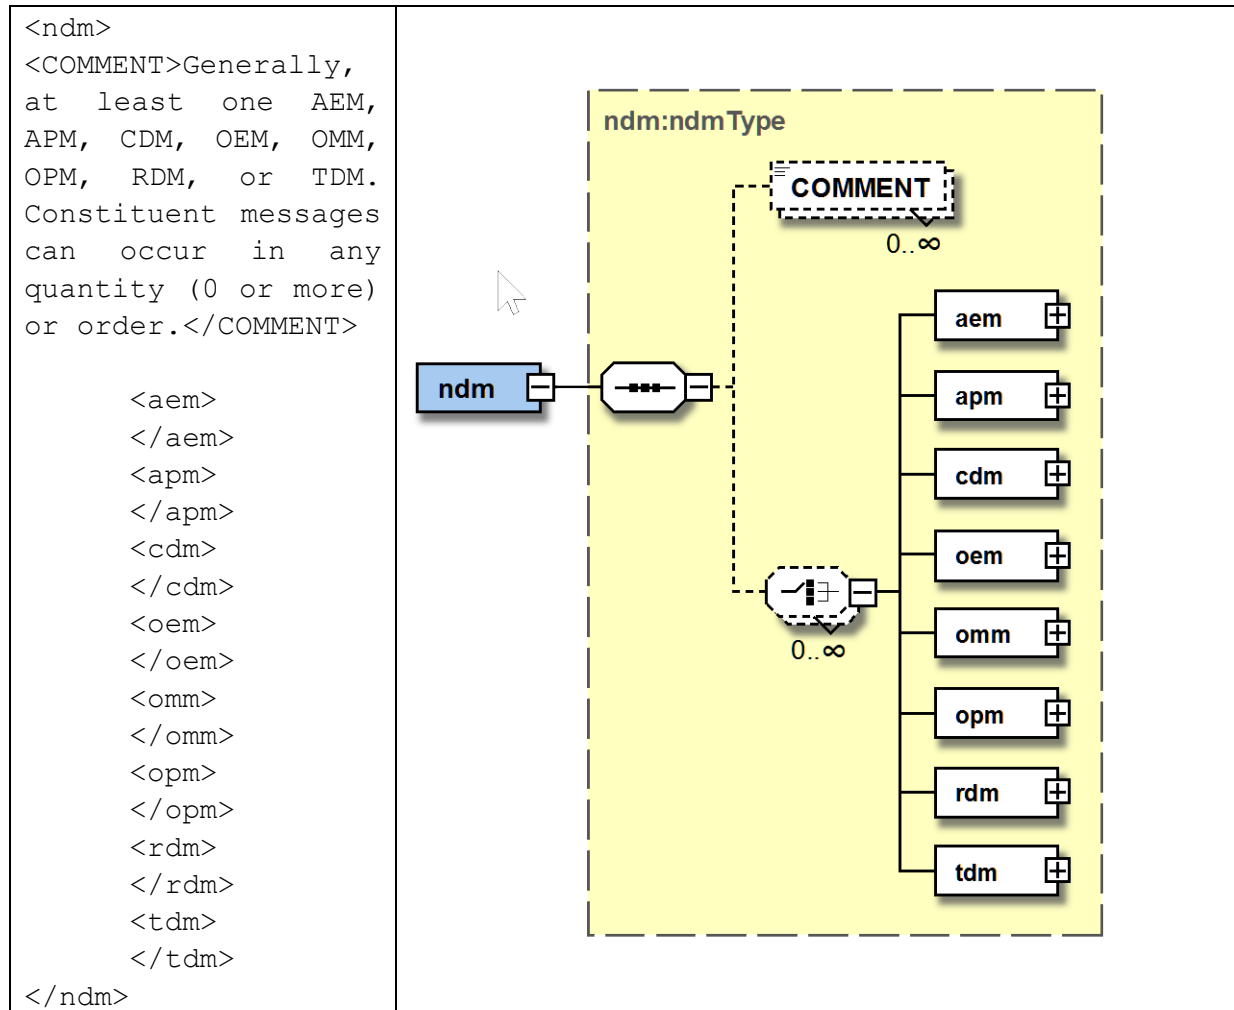 <ndm>
<COMMENT>Generally,
at least one AEM,
APM, CDM, OEM, OMM,
OPM, RDM, or TDM.
Constituent messages
can occur in any
quantity (0 or more)
or order.</COMMENT>
<aem>
</aem>
<apm>
</apm>
<cdm>
</cdm>
<oem>
</oem>
<omm>
</omm>
<opm>
</opm>
<rdm>
</rdm>
<tdm>
</tdm>
</ndm>
ndm:ndmType
COMMENT
0..∞
ndm
0..∞
aem
apm
cdm
oem
omm
opm
rdm
tdm